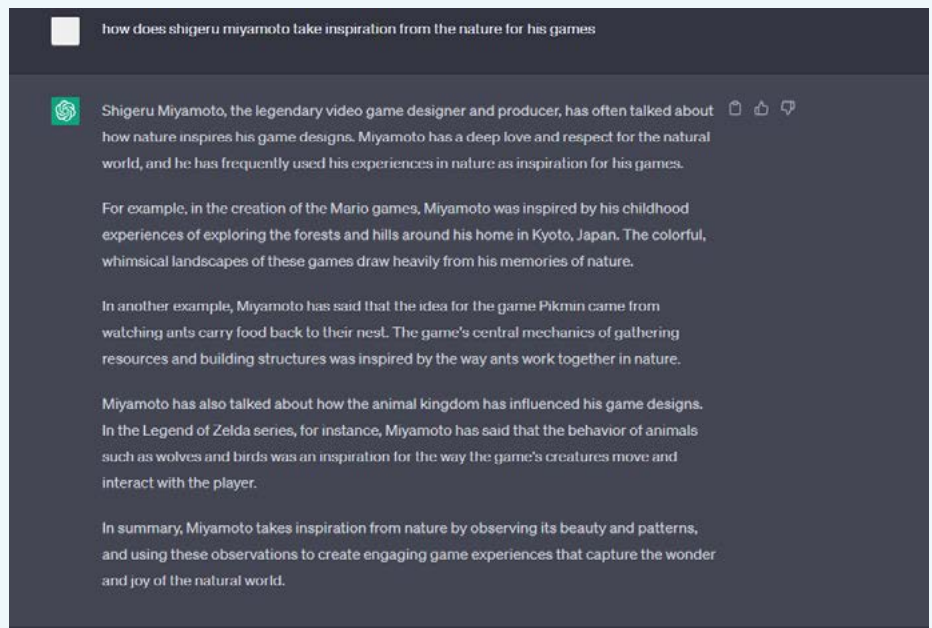 how does shigeru miyamoto take inspiration from the nature for his games
Shigeru Miyamoto, the legendary video game designer and producer, has often talked about
how nature inspires his game designs. Miyamoto has a deep love and respect for the natural
world, and he has frequently used his experiences in nature as inspiration for his games.
For example, in the creation of the Mario games, Miyamoto was inspired by his childhood
experiences of exploring the forests and hills around his home in Kyoto, Japan. The colorful,
whimsical landscapes of these games draw heavily from his memories of nature.
In another example, Miyamoto has said that the idea for the game Pikmin came from
watching ants carry food back to their nest. The game's central mechanics of gathering
resources and building structures was inspired by the way ants work together in nature.
Miyamoto has also talked about how the animal kingdom has influenced his game designs.
In the Legend of Zelda series, for instance, Miyamoto has said that the behavior of animals
such as wolves and birds was an inspiration for the way the game's creatures move and
interact with the player.
In summary, Miyamoto takes inspiration from nature by observing its beauty and patterns,
and using these observations to create engaging game experiences that capture the wonder
and joy of the natural world.